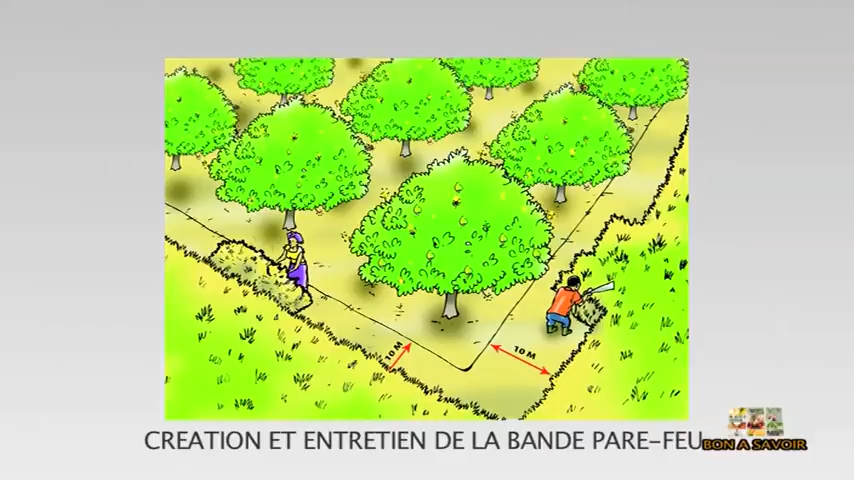 10 M
10 M
CREATION ET ENTRETIEN DE LA BANDE PARE-FEU
BON A SAVOIR